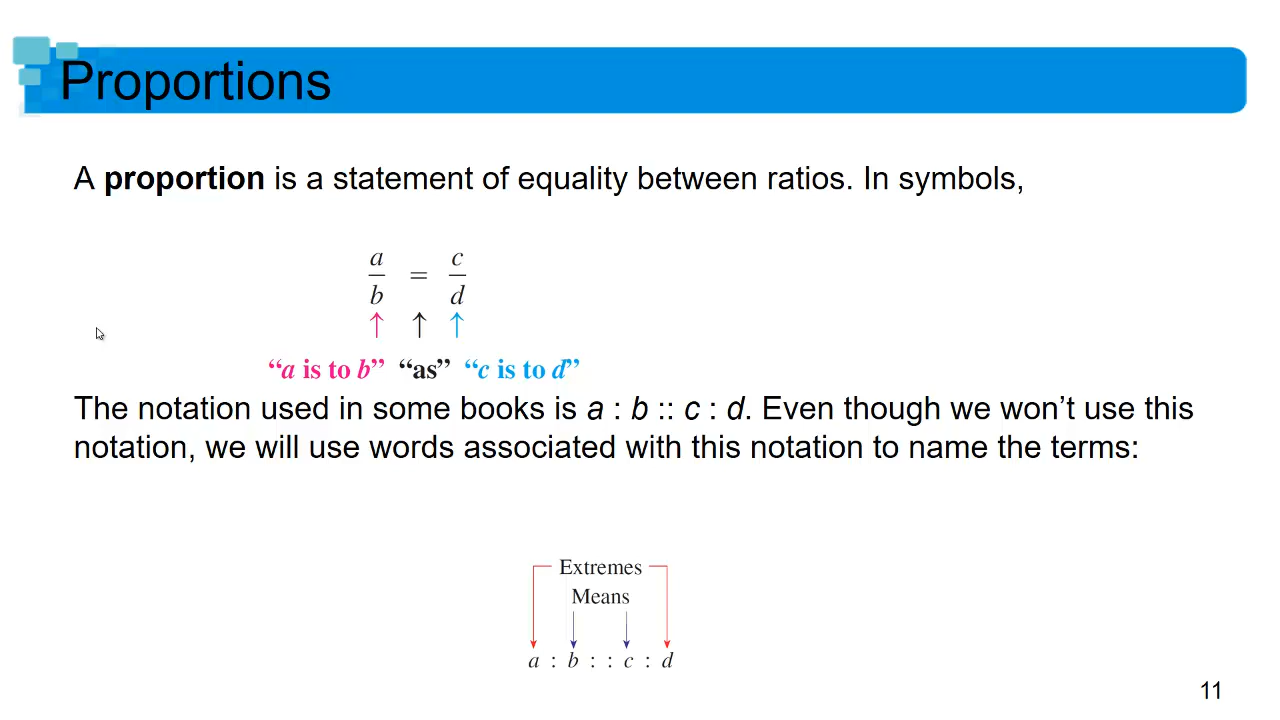 Proportions
A proportion is a statement of equality between ratios. In symbols,
a/b = c/d
↑ ↑ ↑
“a is to b” “as” “c is to d”
The notation used in some books is a : b :: c : d. Even though we won’t use this
notation, we will use words associated with this notation to name the terms:
Extremes
Means
a : b : : c : d
11